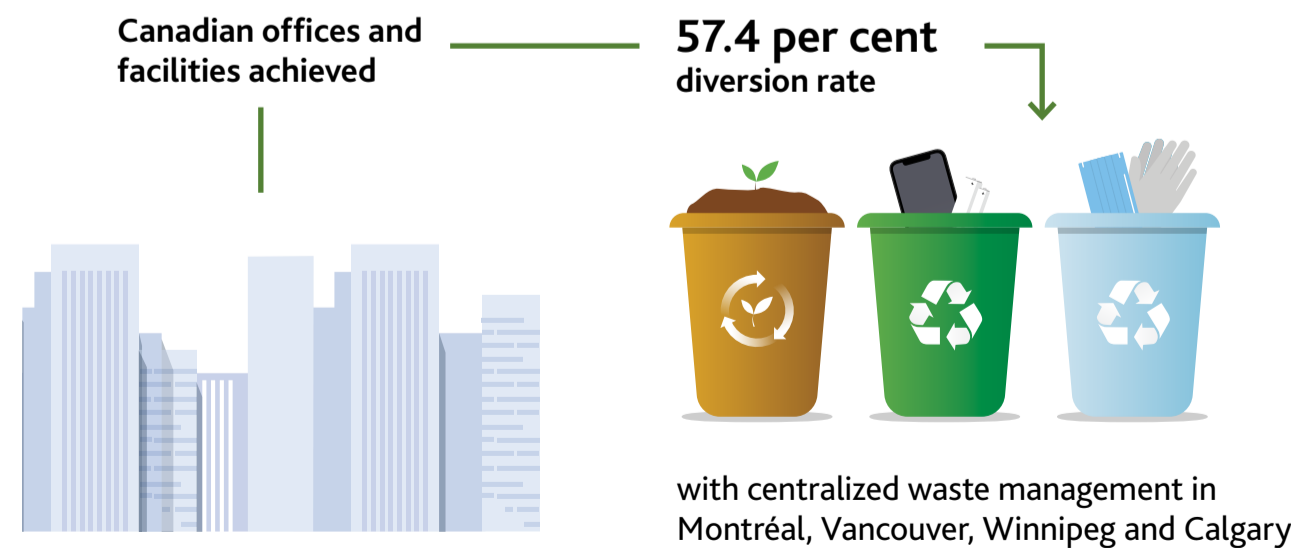 Canadian offices and
facilities achieved
57.4 per cent
diversion rate
with centralized waste management in
Montréal, Vancouver, Winnipeg and Calgary